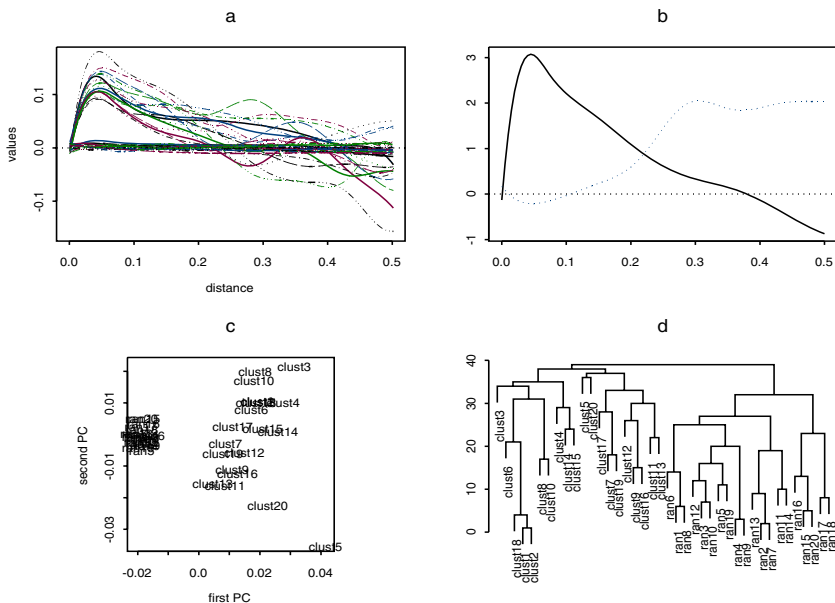 a
0.1
0.0
-0.1
values
0.0
0.1
0.2
0.3
0.4
0.5
distance
b
3
2
1
0
-1
0.0
0.1
0.2
0.3
0.4
0.5
c
0.01
-0.01
-0.03
second PC
-0.02
0.0
0.02
0.04
first PC
clust3
clust8
clust10
clust4
clust6
clust17
clust15
clust14
clust7
clust19
clust12
clust9
clust16
clust13
clust11
clust20
clust5
d
40
30
20
10
0
clust3
clust6
clust18
clust1
clust2
clust8
clust10
clust4
clust14
clust15
clust5
clust20
clust17
clust7
clust19
clust12
clust9
clust16
clust11
clust13
ran6
ran1
ran8
ran12
ran3
ran10
ran5
ran19
ran4
ran9
ran13
ran2
ran7
ran11
ran14
ran16
ran15
ran20
ran17
ran18